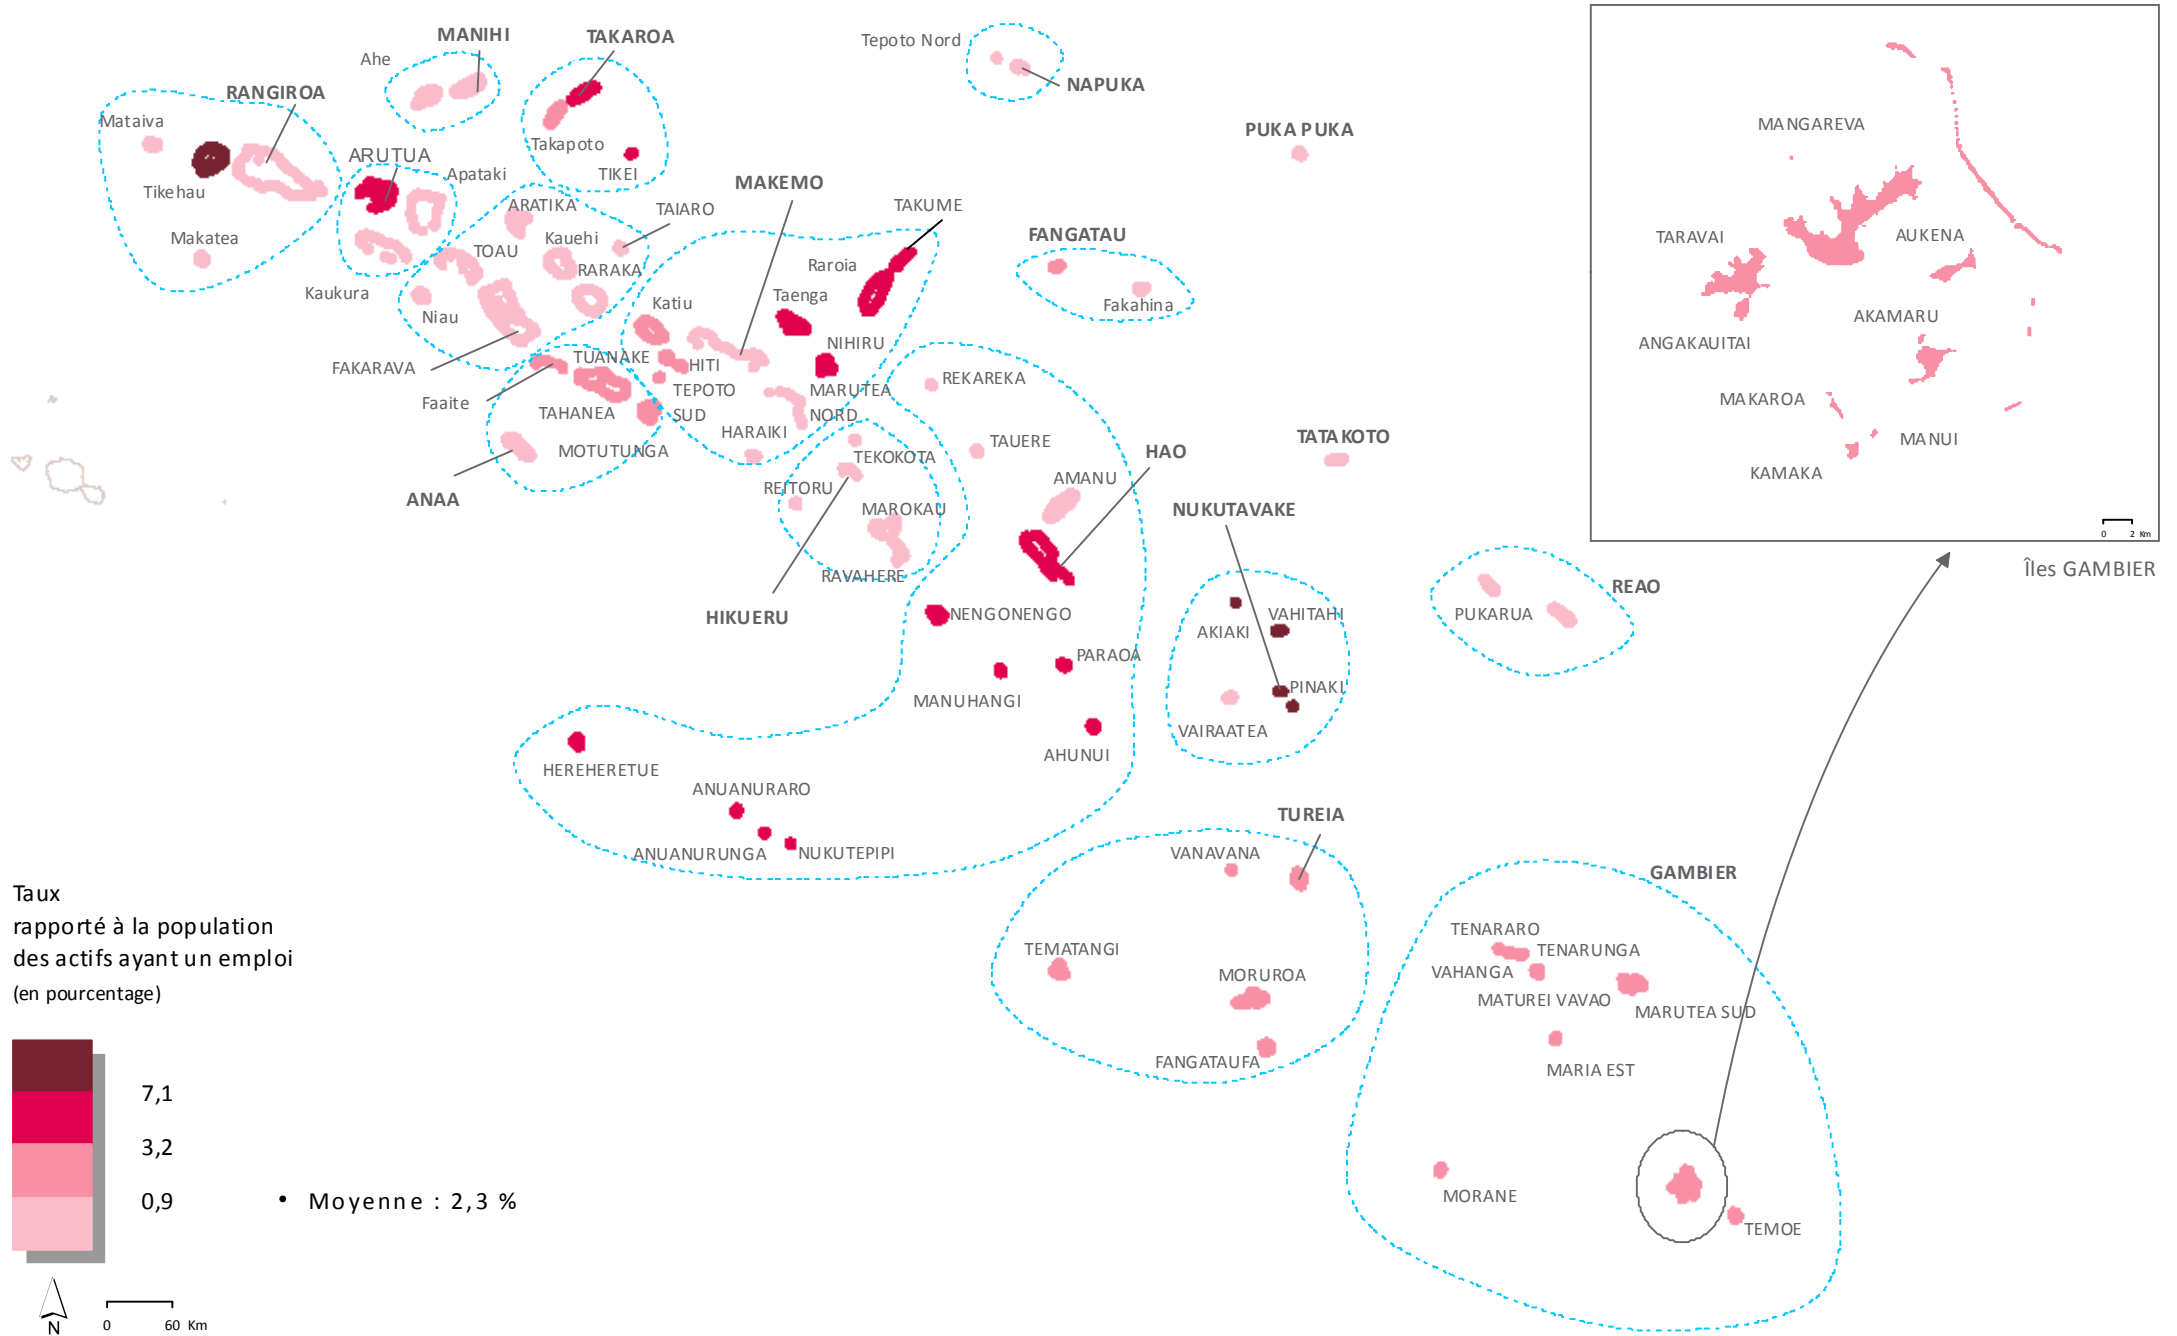 MANIHI
TAKAROA
Ahe
Tepoto Nord
NAPUKA
RANGIROA
Mataiva
Tikehau
Makatea
ARUTUA
Apataki
Kaukura
Takapoto
TIKEI
PUKA PUKA
MAKEMO
ARATIKA
TAIARO
TAKUME
TOAU
Kauehi
RARAKA
Raroia
FANGATAU
Fakahina
Niau
Katiu
Taenga
NIHIRU
FAKARAVA
TUANAKE
HITI
Faaite
TEPOTO
SUD
MARUTEA
NORD
REKAREKA
TAHANEA
HARAIKI
MOTUTUNGA
ANAA
TAUERE
TEKOKOTA
REITORU
HAO
AMANU
TATAKOTO
MAROKAU
NUKUTAVAKE
RAVAHERE
HIKUERU
NENGONENGO
VAHITAHI
AKIAKI
REAO
PUKARUA
PARAOA
MANUHANGI
PINAKI
VAIRAATEA
AHUNUI
HEREHERETUE
ANUANURARO
ANUANURUNGA
NUKUTEPIPI
TUREIA
VANAVANA
GAMBIER
TEMATANGI
MORUROA
FANGATAUFA
TENARARO
TENARUNGA
VAHANGA
MATUREI VAVAO
MARUTEA SUD
MARIA EST
MORANE
TEMOE
MANGAREVA
TARAVAI
AUKENA
AKAMARU
ANGAKAUITAI
MAKAROA
MANUI
KAMAKA
0 2 Km
Îles GAMBIER
Taux
rapporté à la population
des actifs ayant un emploi
(en pourcentage)
7,1
3,2
0,9
• Moyenne : 2,3 %
N
0 60 Km